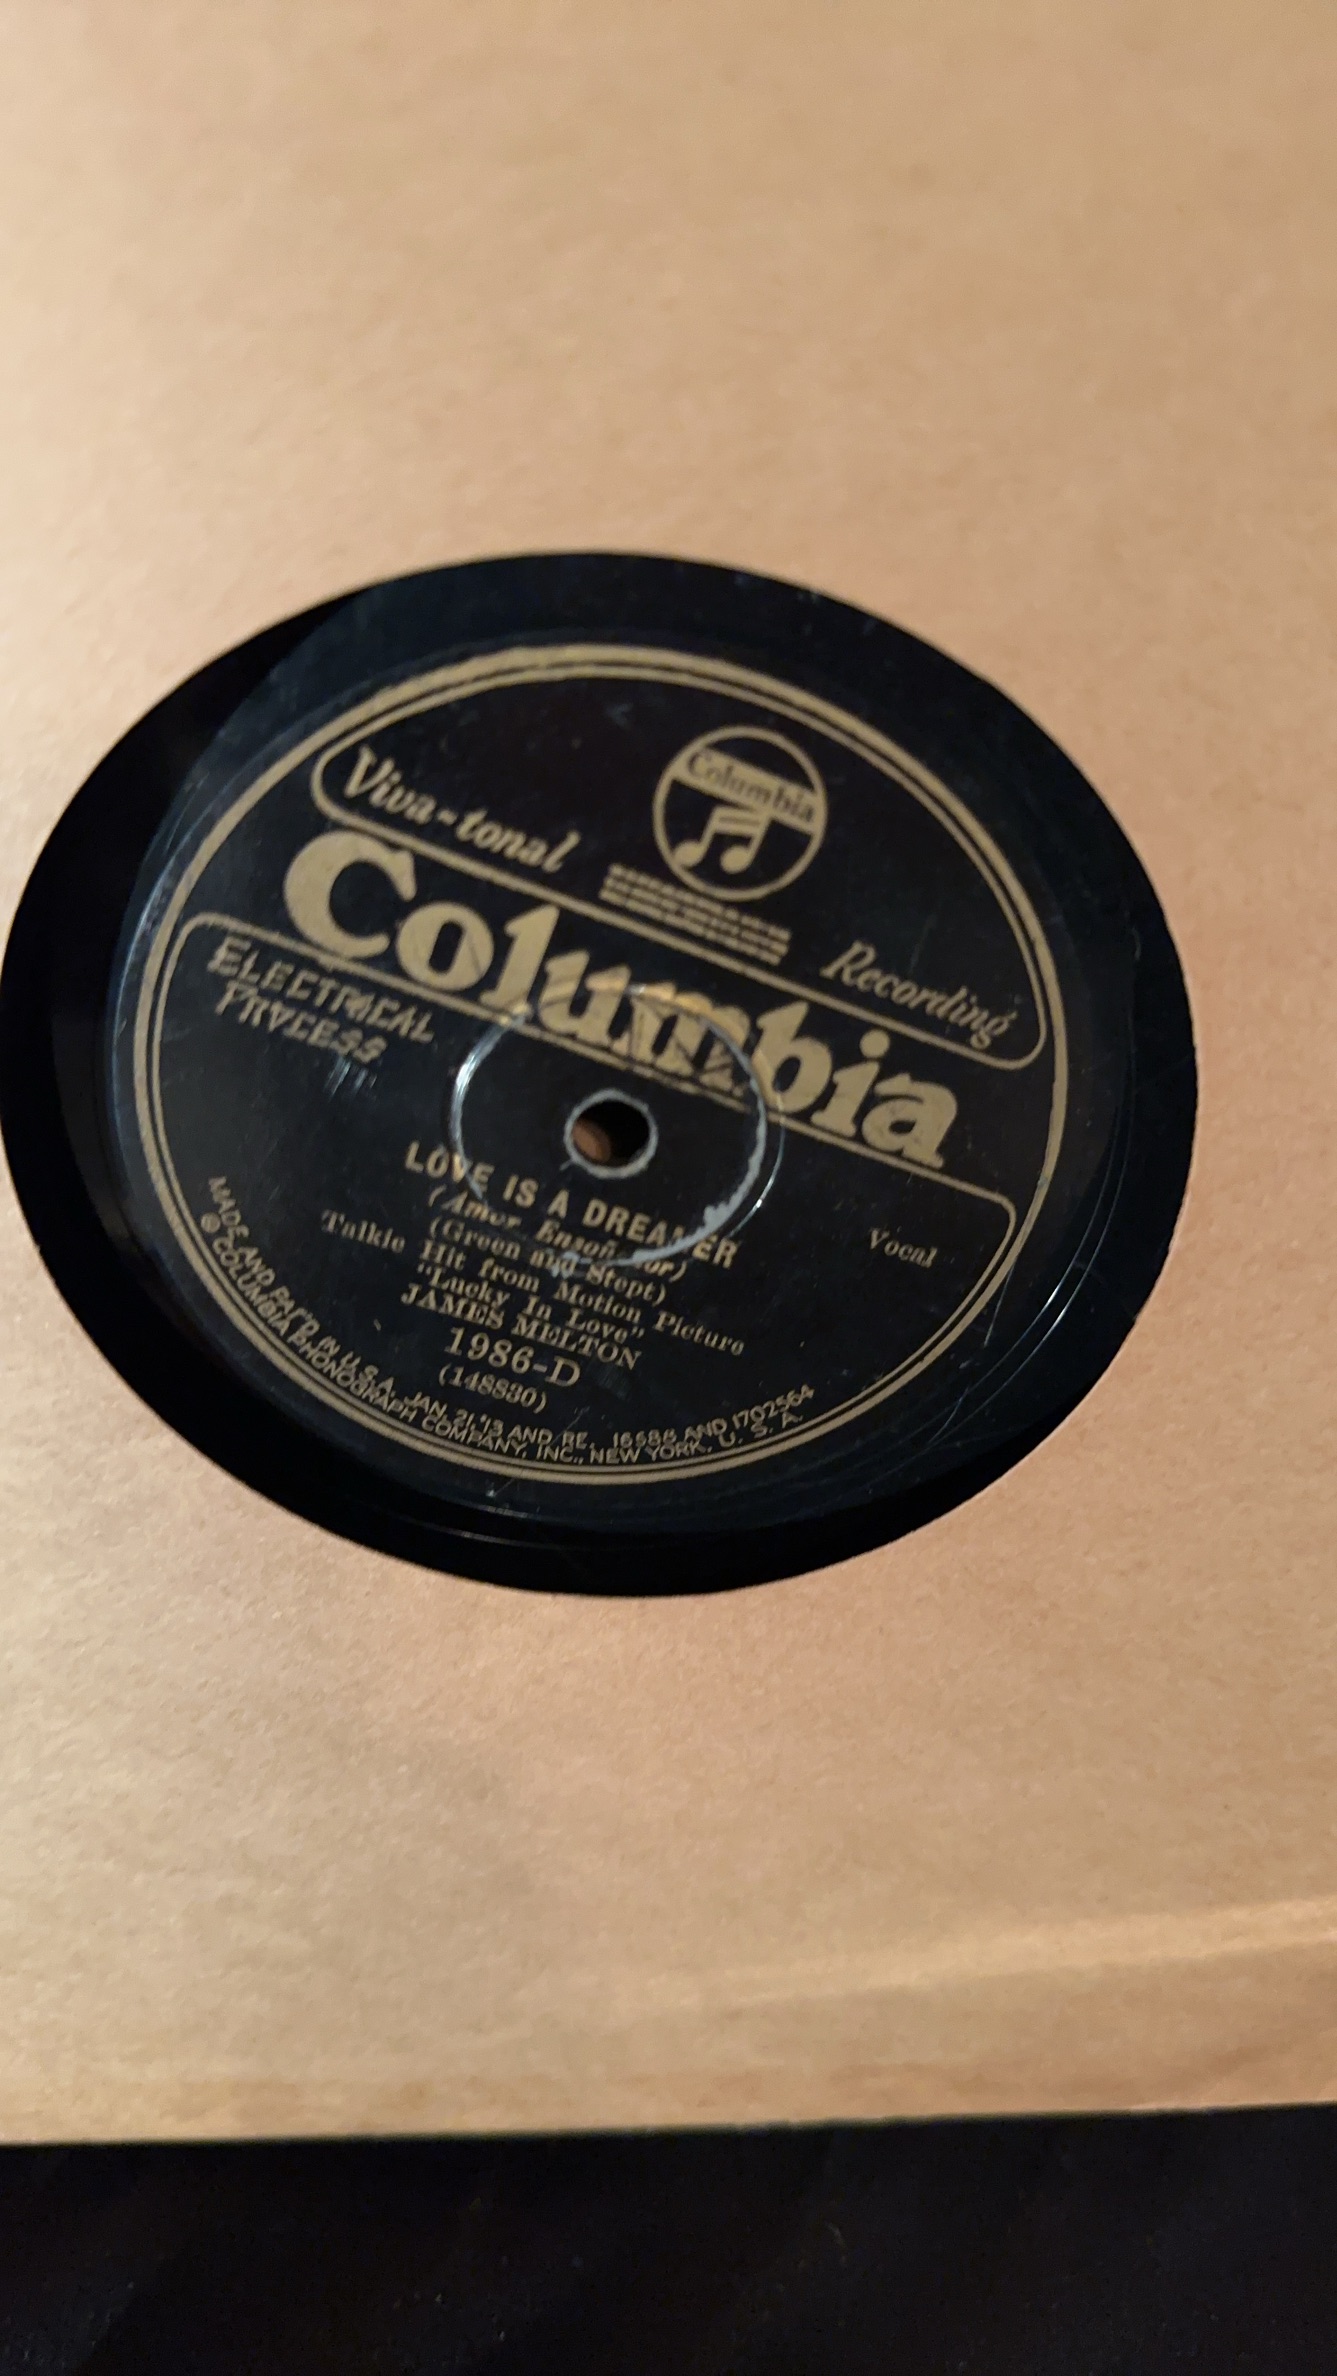 Columbia
Viva-tonal Recording
Columbia
ELECTRICAL
PROCESS
LOVE IS A DREAMER
(Amor
Vocal
(Green and Stept)
Talkie Hit from Motion Picture
"Lucky In Love"
JAMES MELTON
1986-D
(148830)
MADE AND PAT'D IN U.S.A. JAN. 21, '13 AND RE. 16588 AND 1702564
COLUMBIA PHONOGRAPH COMPANY, INC., NEW YORK, U. S. A.